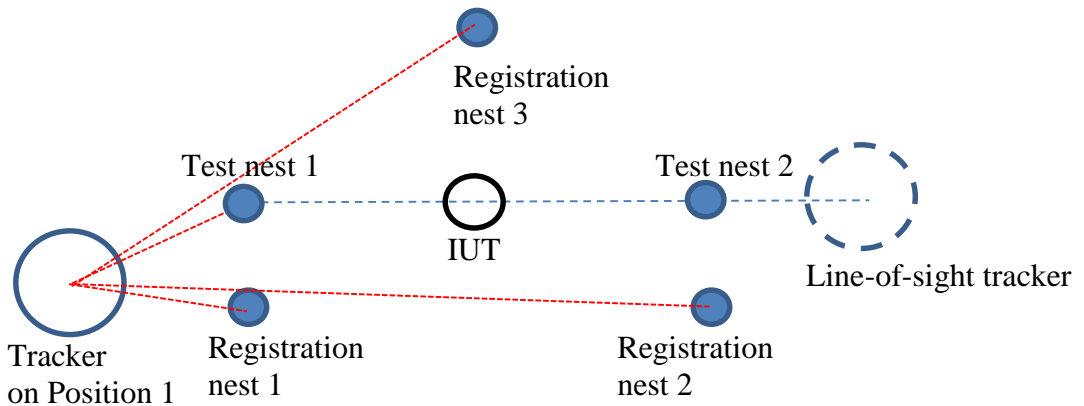 Registration
nest 3
Test nest 1
Test nest 2
IUT
Line-of-sight tracker
Tracker
on Position 1
Registration
nest 1
Registration
nest 2